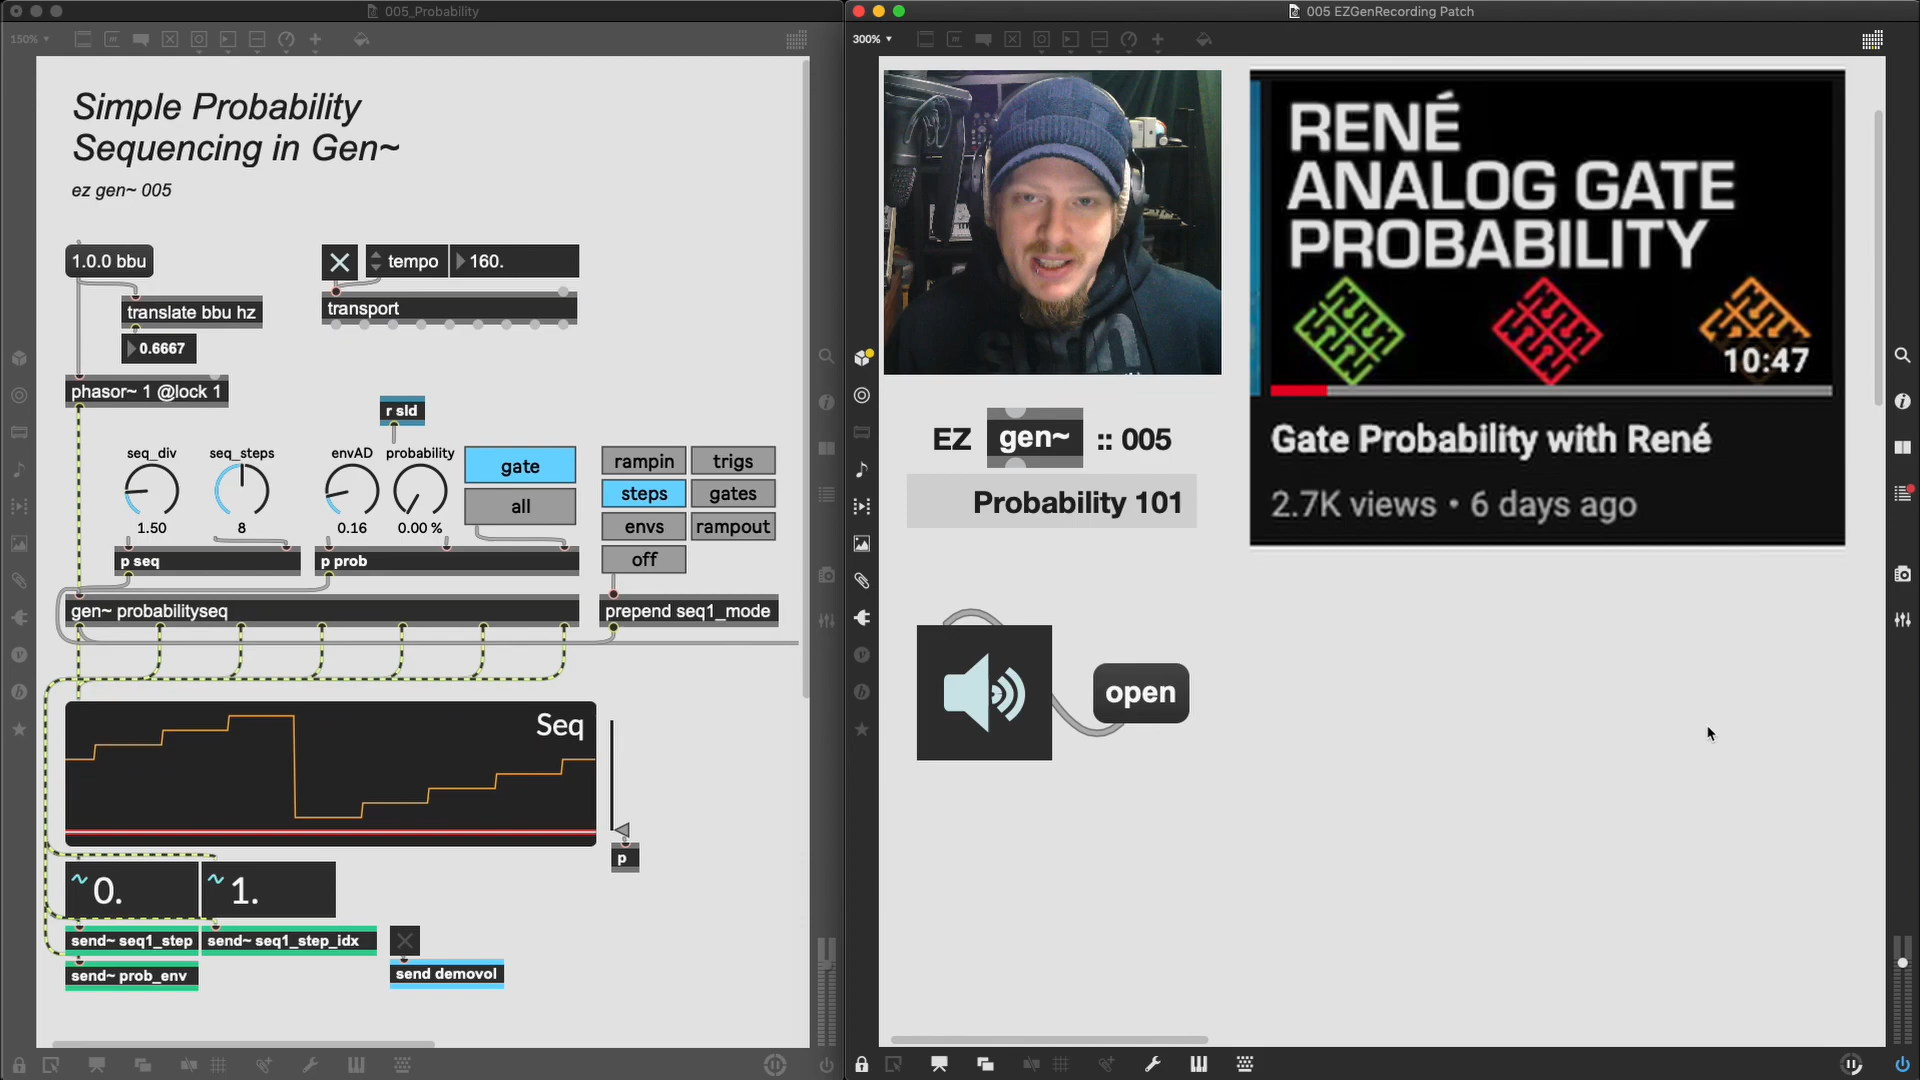 005_Probability
150%
Simple Probability
Sequencing in Gen~
ez gen~ 005
1.0.0 bbu
tempo
160.
translate bbu hz
transport
0.6667
phasor~ 1 @lock 1
r sld
seq_div
seq_steps
envAD
probability
gate
all
1.50
8
0.16
0.00 %
rampin
trigs
steps
gates
envs
rampout
off
p seq
p prob
gen~ probabilityseq
prepend seq1_mode
Seq
p
0.
1.
send~ seq1_step
send~ seq1_step_idx
send~ prob_env
send demovol
005 EZGenRecording Patch
300%
RENÉ
ANALOG GATE
PROBABILITY
10:47
Gate Probability with René
2.7K views • 6 days ago
EZ gen~ :: 005
Probability 101
open